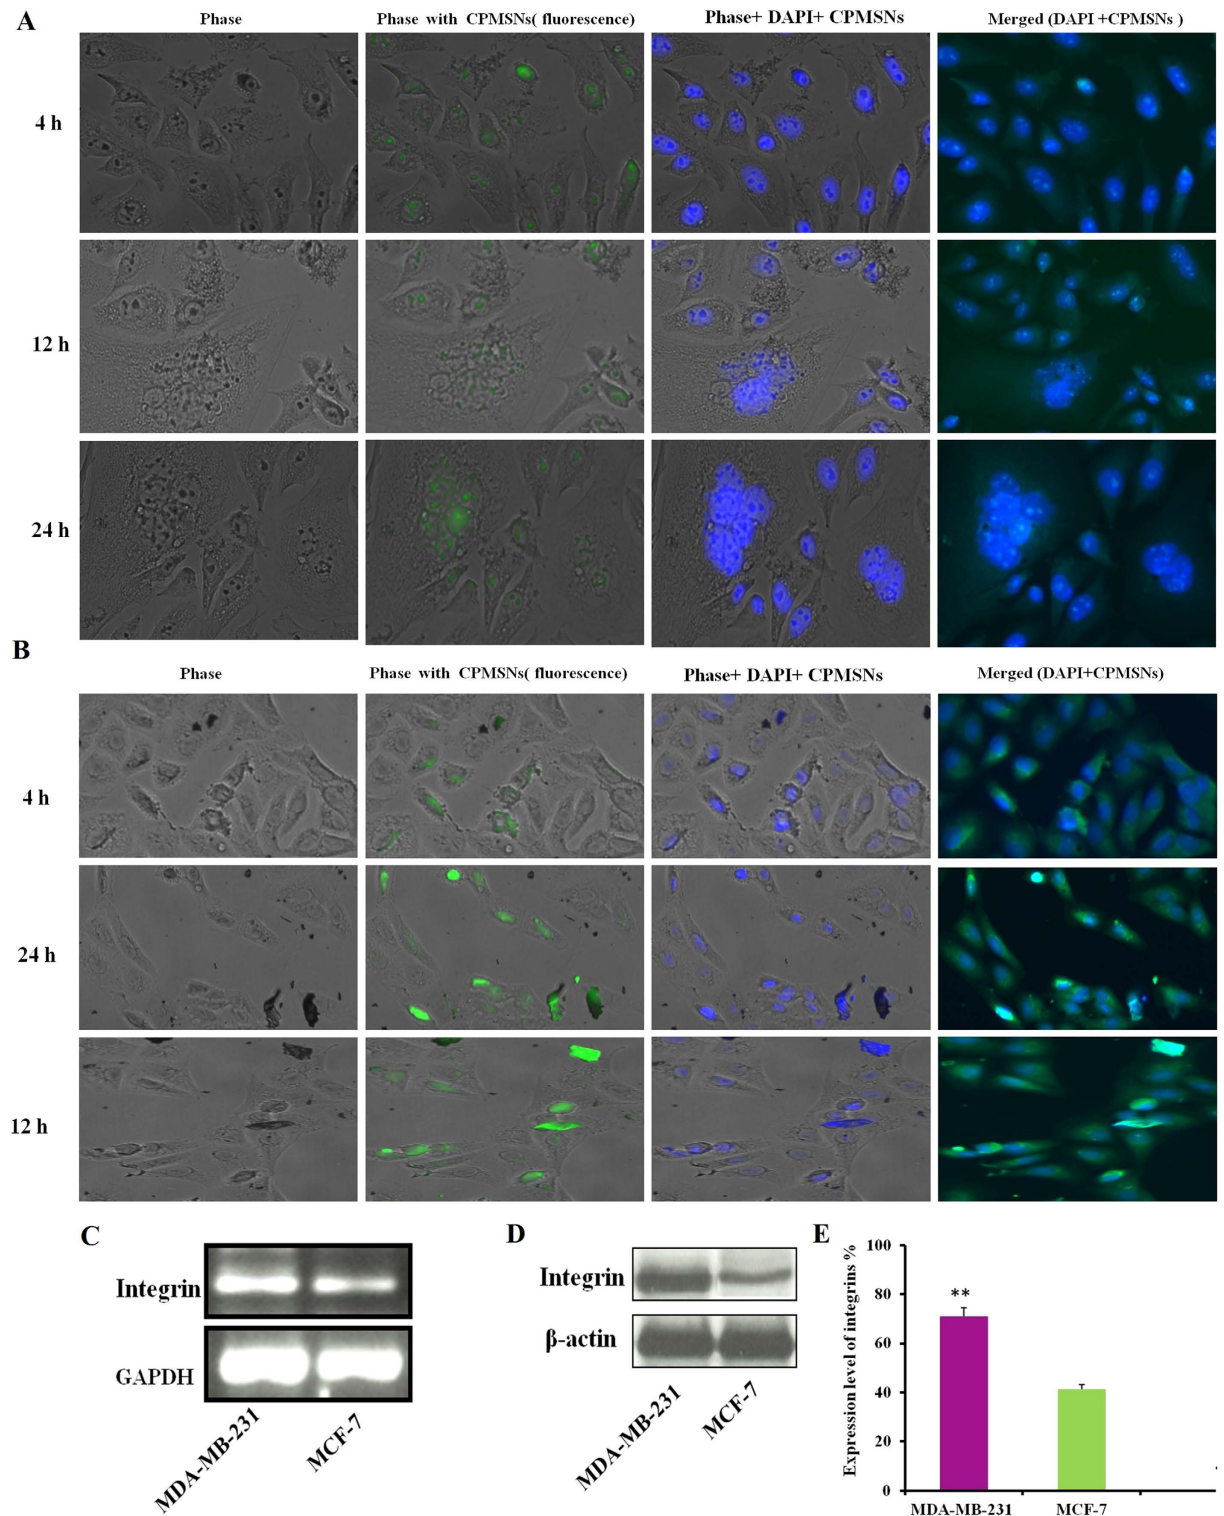 A
Phase
Phase with CPMSNs( fluorescence)
Phase+ DAPI+ CPMSNs
Merged (DAPI +CPMSNs )
4 h
12 h
24 h
B
Phase
Phase with CPMSNs( fluorescence)
Phase+ DAPI+ CPMSNs
Merged (DAPI+CPMSNs)
4 h
24 h
12 h
C
Integrin
GAPDH
MDA-MB-231
MCF-7
D
Integrin
β-actin
MDA-MB-231
MCF-7
E
Expression level of integrins %
100
80
60
40
20
0
**
MDA-MB-231
MCF-7